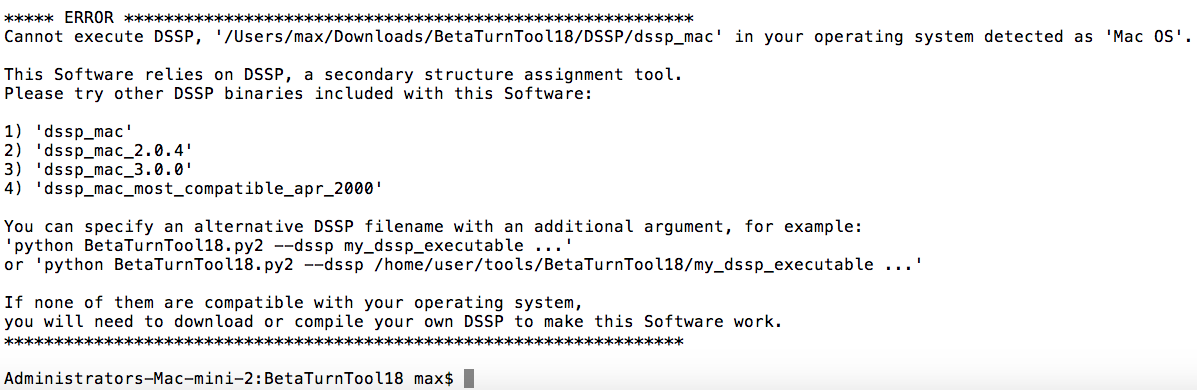 ***** ERROR *********************************************************
Cannot execute DSSP, '/Users/max/Downloads/BetaTurnTool18/DSSP/dssp_mac' in your operating system detected as 'Mac OS'.
This Software relies on DSSP, a secondary structure assignment tool.
Please try other DSSP binaries included with this Software:
1) 'dssp_mac'
2) 'dssp_mac_2.0.4'
3) 'dssp_mac_3.0.0'
4) 'dssp_mac_most_compatible_apr_2000'
You can specify an alternative DSSP filename with an additional argument, for example:
'python BetaTurnTool18.py2 --dssp my_dssp_executable ...'
or 'python BetaTurnTool18.py2 --dssp /home/user/tools/BetaTurnTool18/my_dssp_executable ...'
If none of them are compatible with your operating system,
you will need to download or compile your own DSSP to make this Software work.
********************************************************************
Administrators-Mac-mini-2:BetaTurnTool18 max$